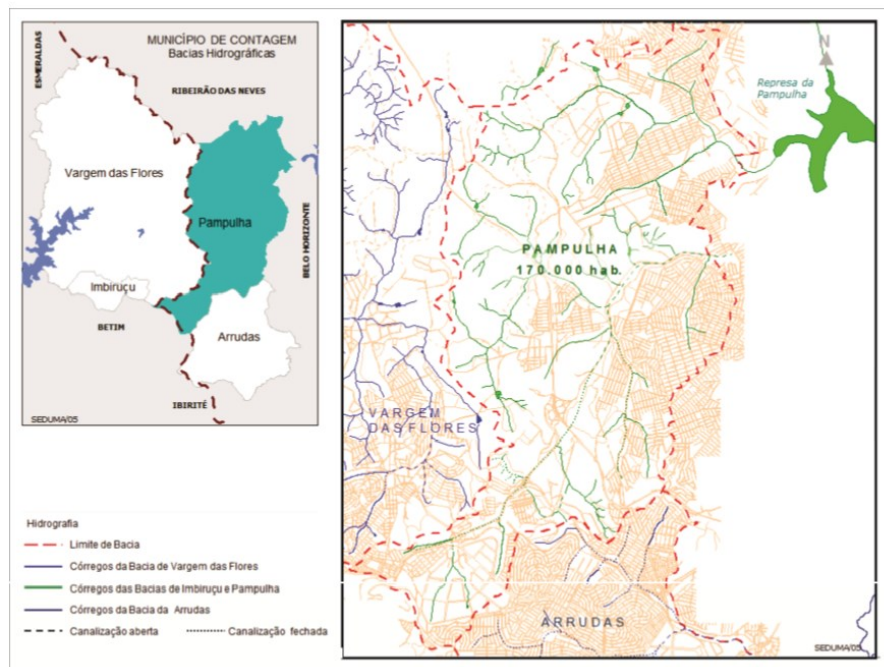 MUNICÍPIO DE CONTAGEM
Bacias Hidrográficas
ESMERALDAS
RIBEIRÃO DAS NEVES
Vargem das Flores
Pampulha
BELO HORIZONTE
Imbiruçu
BETIM
Arrudas
IBIRITÉ
SEDUMA/05
Hidrografia
Limite de Bacia
Córregos da Bacia de Vargem das Flores
Córregos das Bacias de Imbiruçu e Pampulha
Córregos da Bacia da Arrudas
Canalização aberta
Canalização fechada
N
Represa da
Pampulha
PAMPULHA
170.000 hab.
VARGEM
DAS FLORES
ARRUDAS
SEDUMA/05